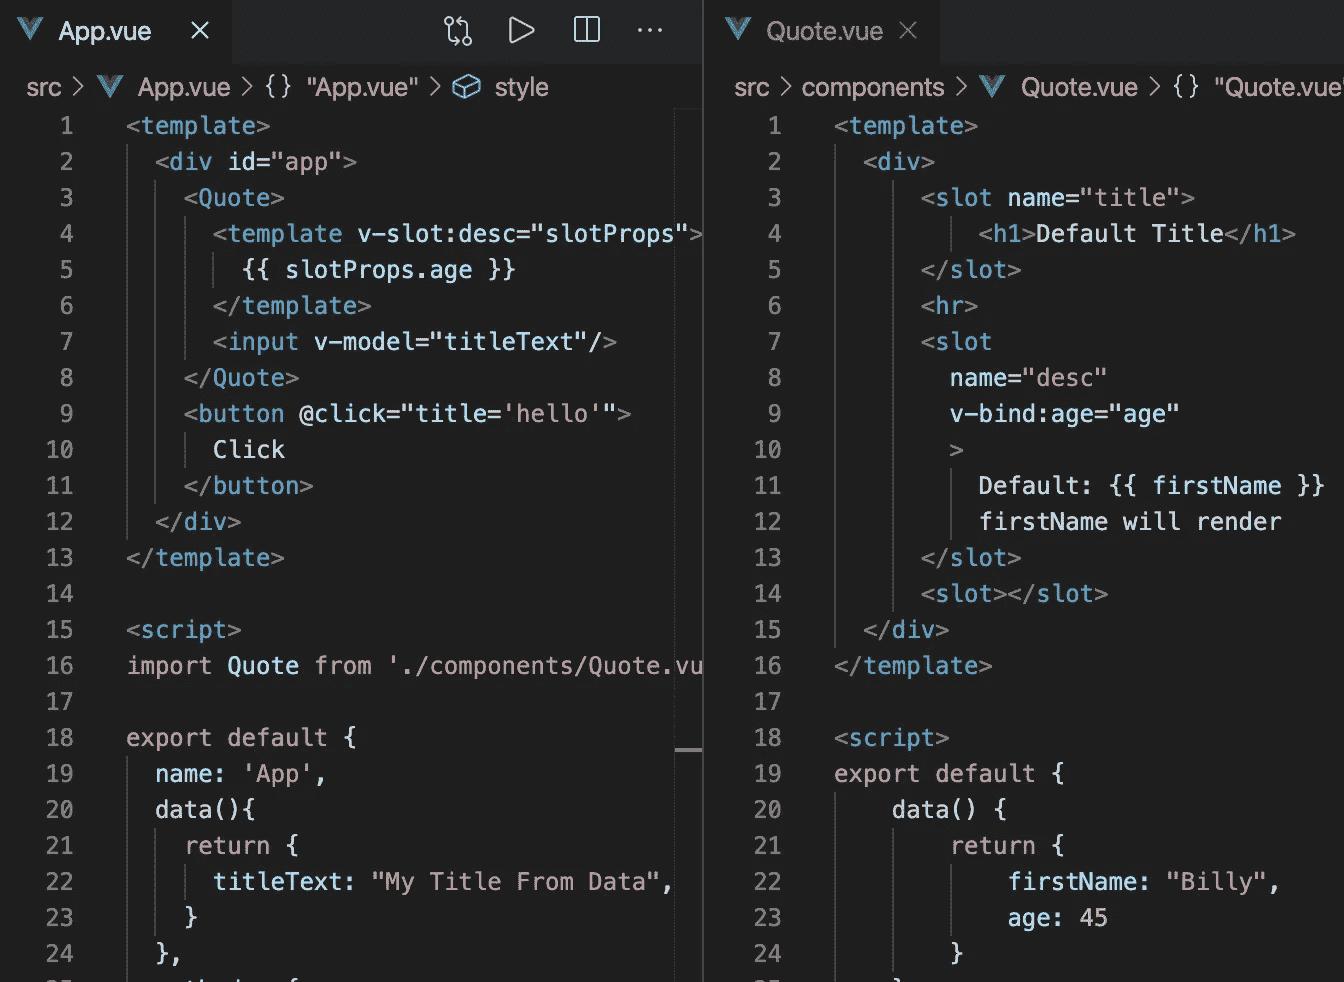 App.vue
src > App.vue > {} "App.vue" > style
1 <template>
2 <div id="app">
3 <Quote>
4 <template v-slot:desc="slotProps">
5 {{ slotProps.age }}
6 </template>
7 <input v-model="titleText"/>
8 </Quote>
9 <button @click="title='hello'">
10 Click
11 </button>
12 </div>
13 </template>
14
15 <script>
16 import Quote from './components/Quote.vu
17
18 export default {
19 name: 'App',
20 data(){
21 return {
22 titleText: "My Title From Data",
23 }
24 },
Quote.vue
src > components > Quote.vue > {} "Quote.vue'
1 <template>
2 <div>
3 <slot name="title">
4 <h1>Default Title</h1>
5 </slot>
6 <hr>
7 <slot
8 name="desc"
9 v-bind:age="age"
10 >
11 Default: {{ firstName }}
12 firstName will render
13 </slot>
14 <slot></slot>
15 </div>
16 </template>
17
18 <script>
19 export default {
20 data() {
21 return {
22 firstName: "Billy",
23 age: 45
24 }